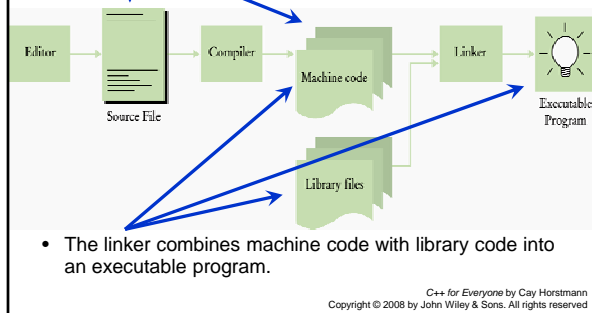 Editor
Compiler
Linker
Machine code
Source File
Executable
Program
Library files
• The linker combines machine code with library code into
an executable program.
C++ for Everyone by Cay Horstmann
Copyright © 2008 by John Wiley & Sons. All rights reserved